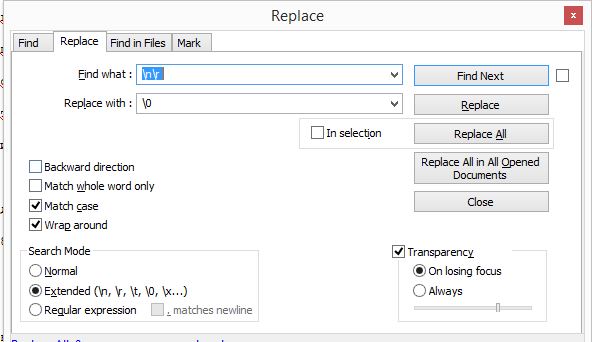 Replace
x
Find
Replace
Find in Files
Mark
Find what :
\n\r
Find Next
Replace with :
\0
Replace
In selection
Replace All
Backward direction
Replace All in All Opened
Documents
Match whole word only
Match case
Close
Wrap around
Search Mode
Transparency
Normal
On losing focus
Extended (\n, \r, \t, \0, \x...)
Always
Regular expression
. matches newline